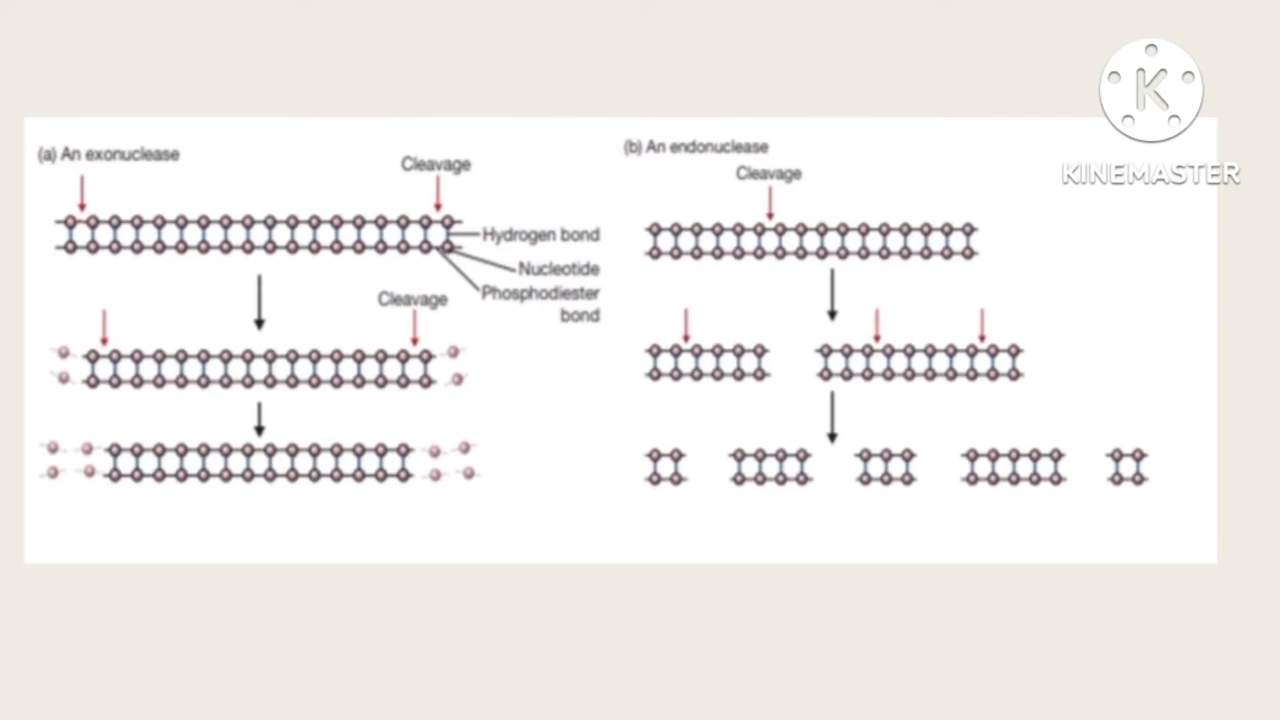 (a) An exonuclease
Cleavage
Hydrogen bond
Nucleotide
Phosphodiester
bond
Cleavage
(b) An endonuclease
Cleavage
K
KINEMASTER